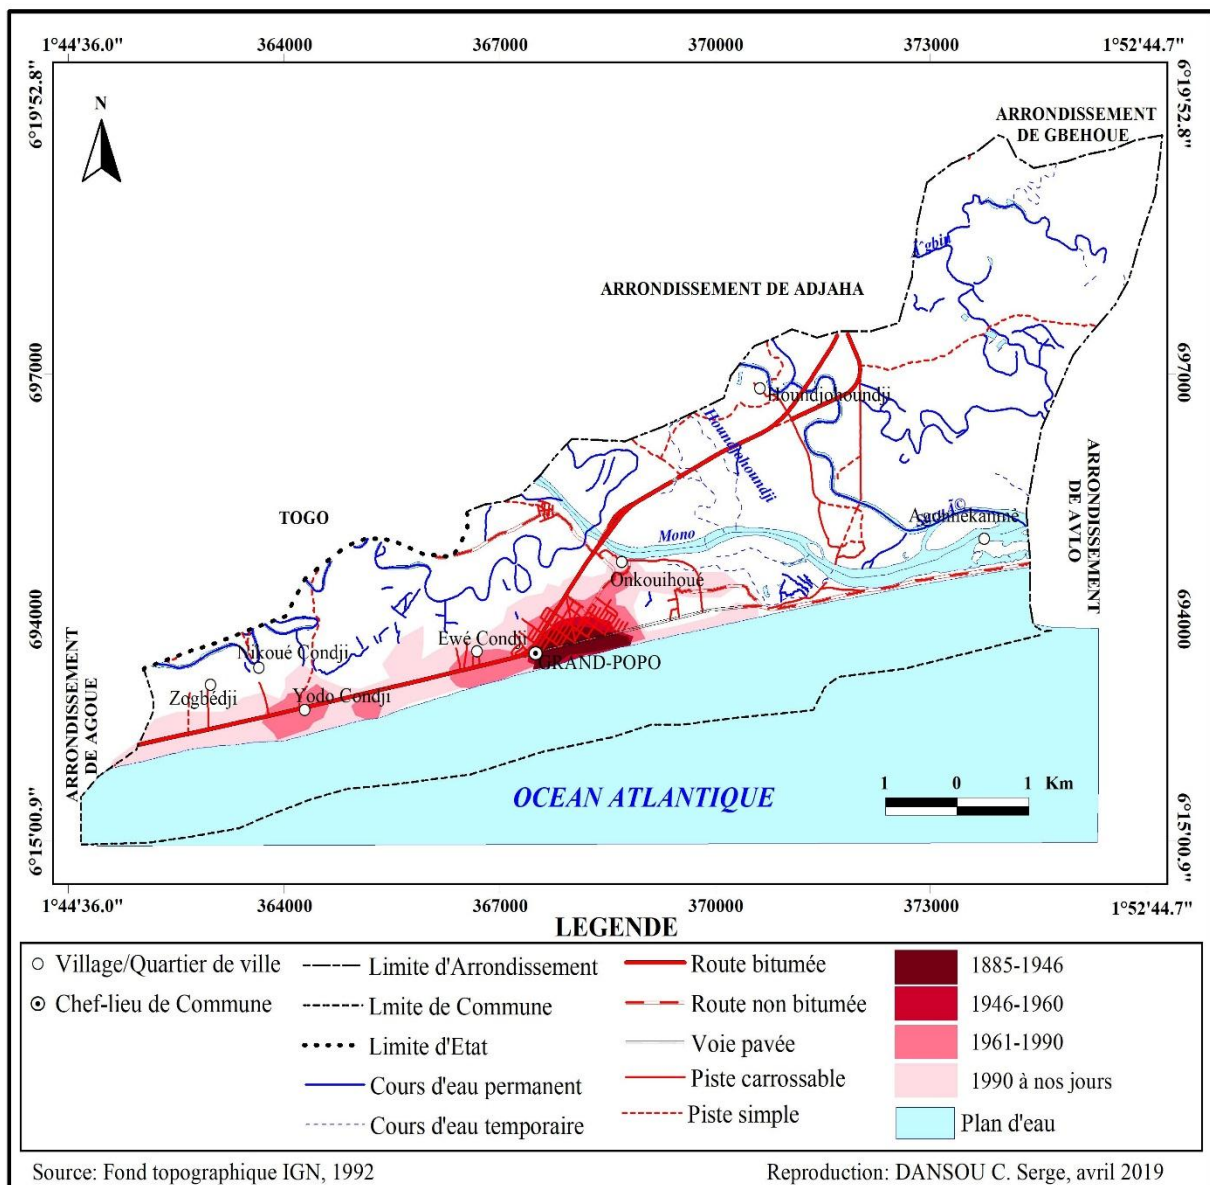 1°44'36.0"
364000
367000
370000
373000
1°52'44.7"
6°19'52.8"
6°19'52.8"
N
ARRONDISSEMENT
DE GBEHOUE
ARRONDISSEMENT DE ADJAHA
697000
697000
Houndjohoundji
Houndjohoundji
ARRONDISSEMENT
DE AVLO
TOGO
Mono
Onkouihoué
694000
694000
Ewé Condji
GRAND-POPO
Nikoué Condji
Zogbédji
Yodo Condji
ARRONDISSEMENT
DE AGOUE
OCEAN ATLANTIQUE
1 0 1 Km
6°15'00.9"
6°15'00.9"
1°44'36.0"
364000
367000
370000
373000
1°52'44.7"
LEGENDE
Village/Quartier de ville
Chef-lieu de Commune
Limite d'Arrondissement
Lmite de Commune
Limite d'Etat
Cours d'eau permanent
Cours d'eau temporaire
Route bitumée
Route non bitumée
Voie pavée
Piste carrossable
Piste simple
1885-1946
1946-1960
1961-1990
1990 à nos jours
Plan d'eau
Source: Fond topographique IGN, 1992
Reproduction: DANSOU C. Serge, avril 2019